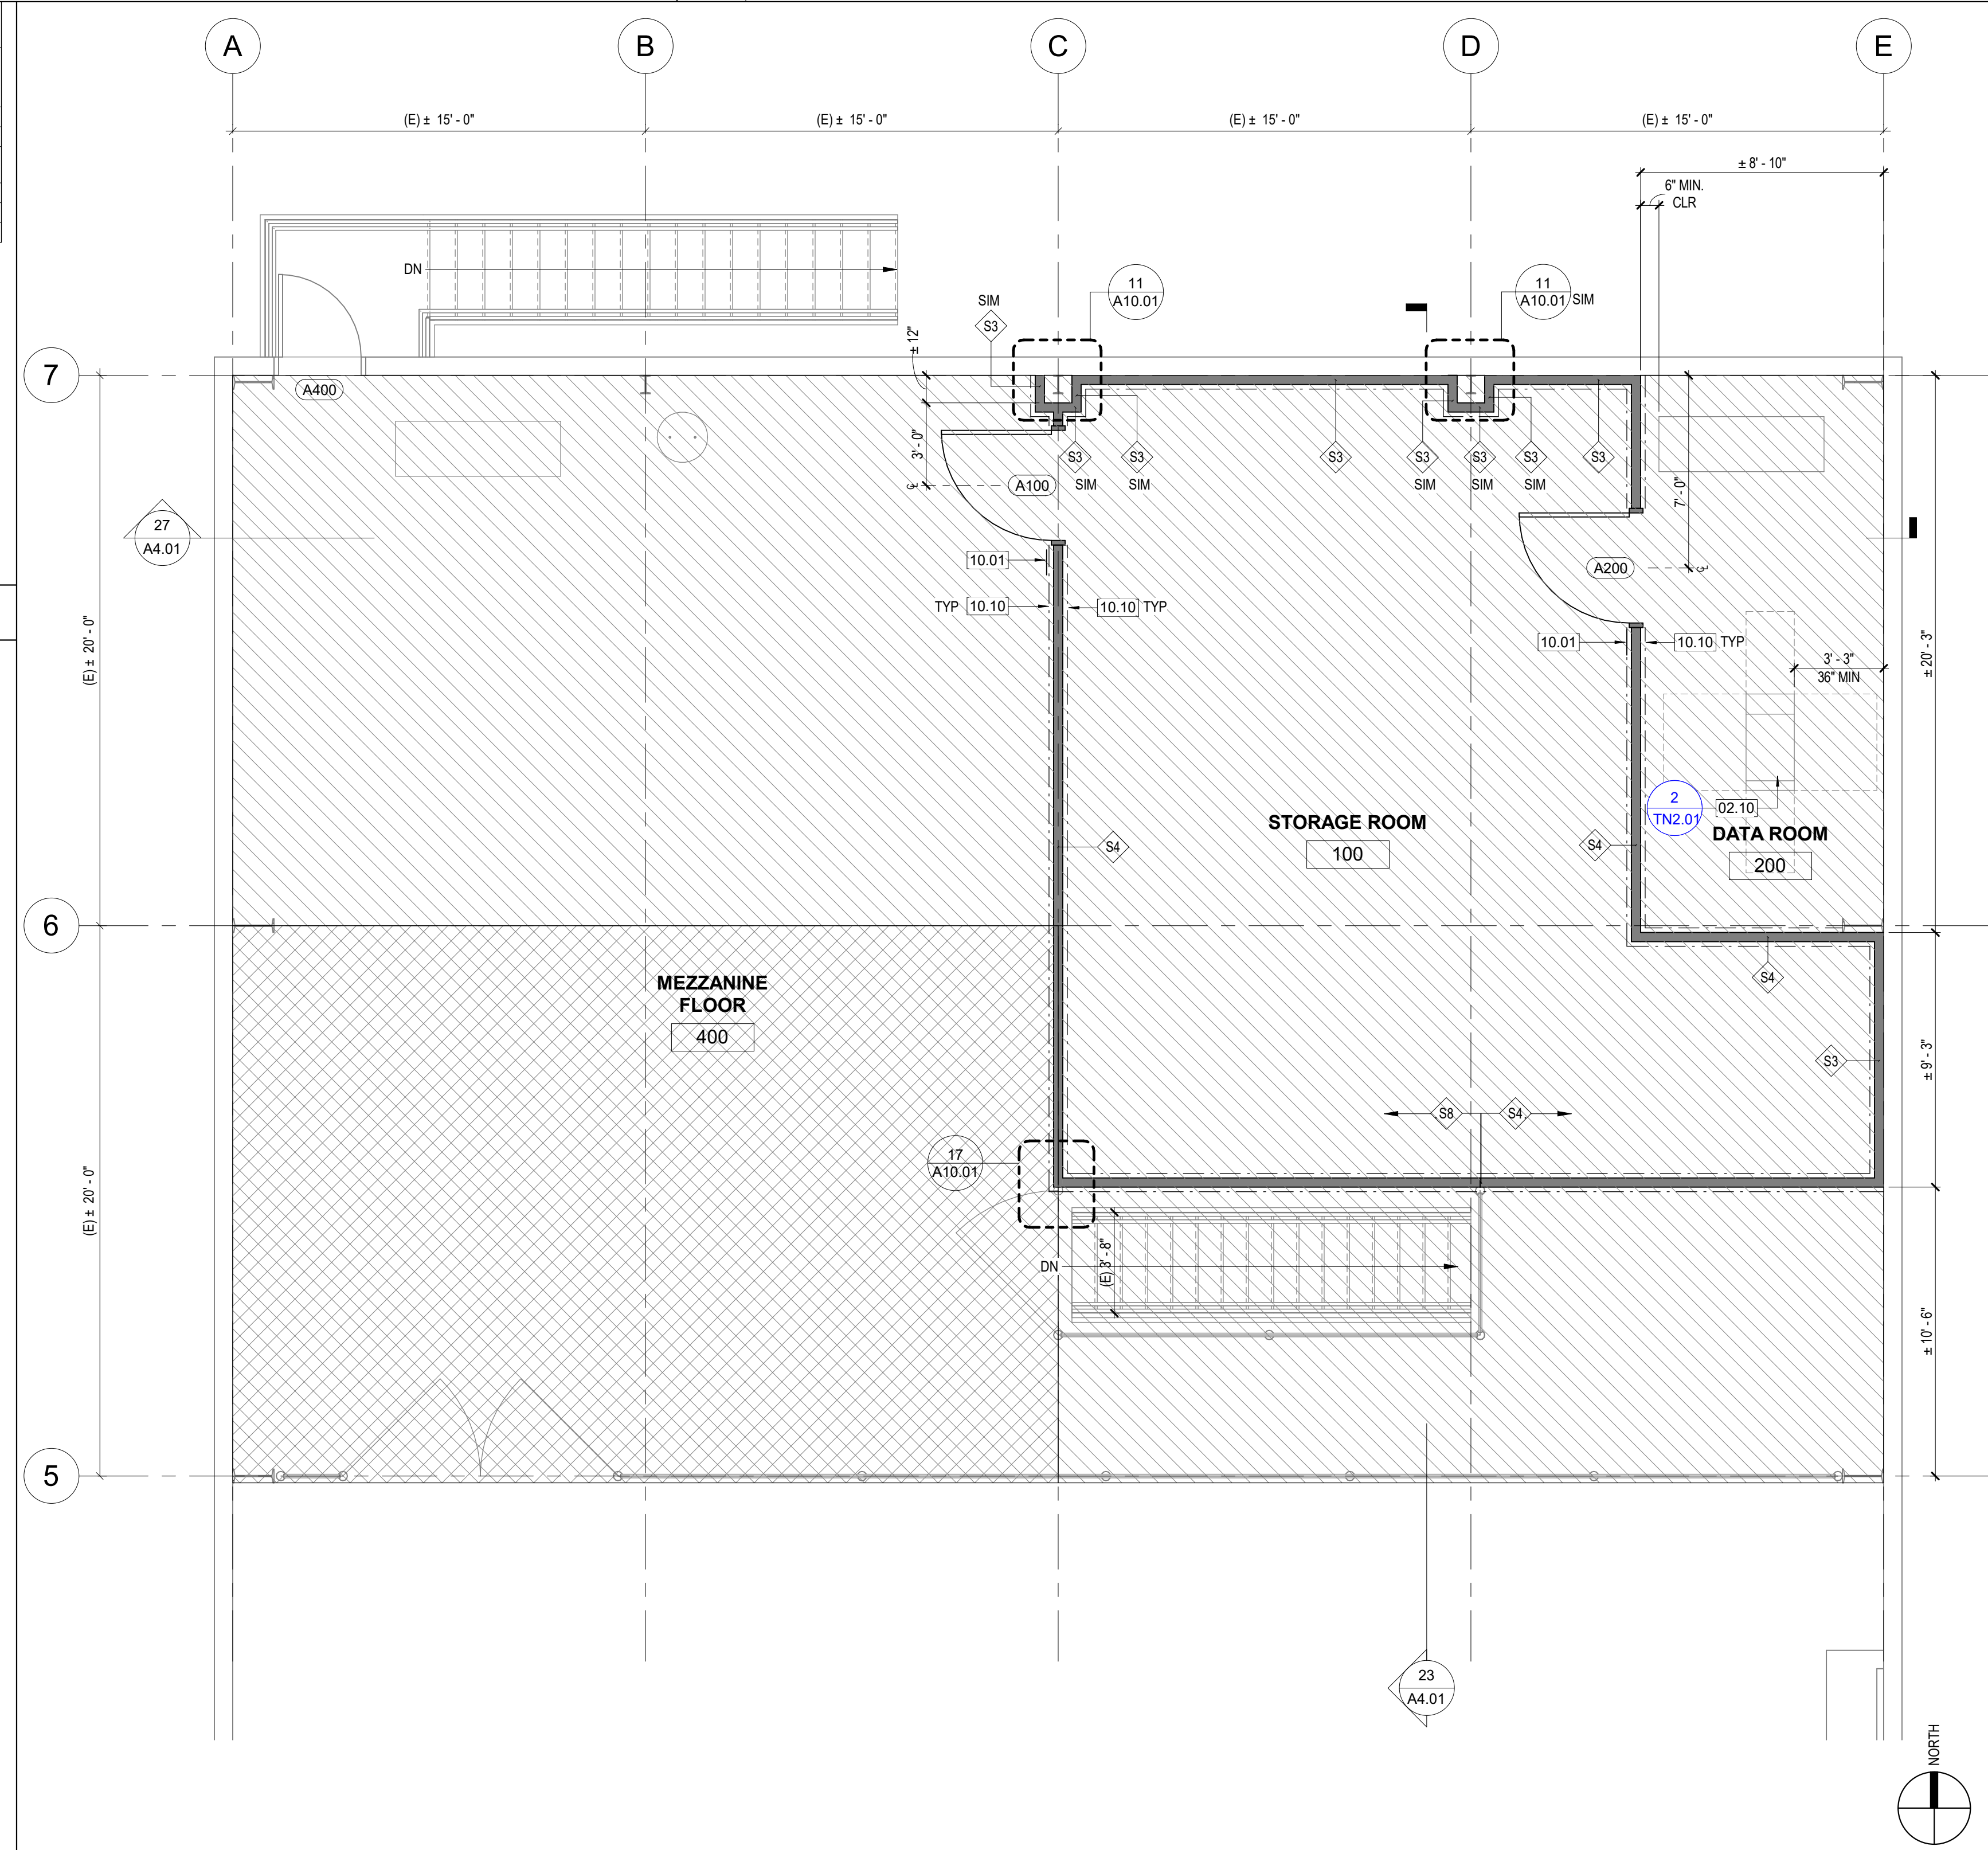 A
B
C
D
E
(E) ± 15' - 0"
(E) ± 15' - 0"
(E) ± 15' - 0"
(E) ± 15' - 0"
± 8' - 10"
6" MIN.
CLR
DN
SIM
S3
11
A10.01
11
A10.01
SIM
± 12"
7
A400
3' - 0"
S3
SIM
S3
SIM
S3
S3
SIM
S3
SIM
S3
SIM
S3
A100
7' - 0"
27
A4.01
10.01
A200
TYP
10.10
10.10
TYP
10.01
10.10
TYP
3' - 3"
36" MIN
(E) ± 20' - 0"
± 20' - 3"
2
TN2.01
02.10
STORAGE ROOM
100
DATA ROOM
200
S4
S4
6
MEZZANINE
FLOOR
400
S4
S3
± 9' - 3"
S8
S4
17
A10.01
(E) ± 20' - 0"
DN
(E) 3' - 8"
± 10' - 6"
5
23
A4.01
NORTH